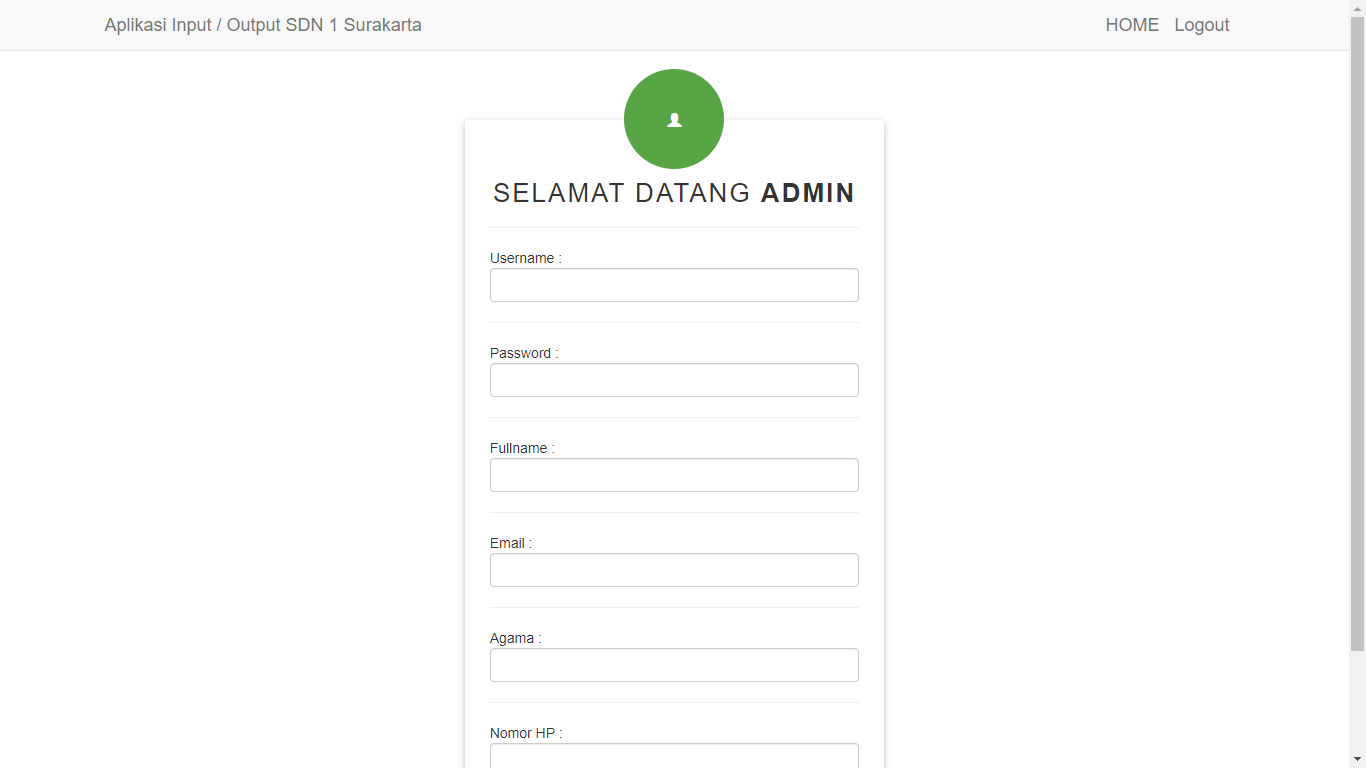 Aplikasi Input / Output SDN 1 Surakarta HOME Logout
SELAMAT DATANG ADMIN
Username :
Password :
Fullname :
Email :
Agama :
Nomor HP :